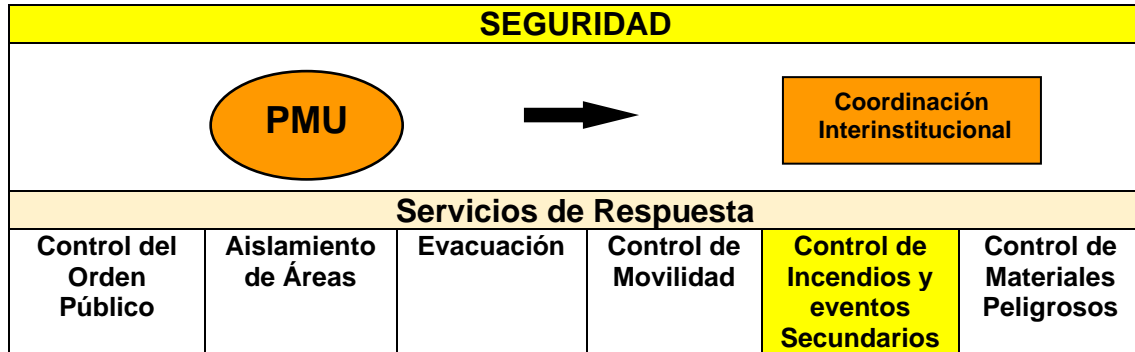 SEGURIDAD
PMU
Coordinación
Interinstitucional
Servicios de Respuesta
Control del
Orden
Público
Aislamiento
de Áreas
Evacuación
Control de
Movilidad
Control de
Incendios y
eventos
Secundarios
Control de
Materiales
Peligrosos